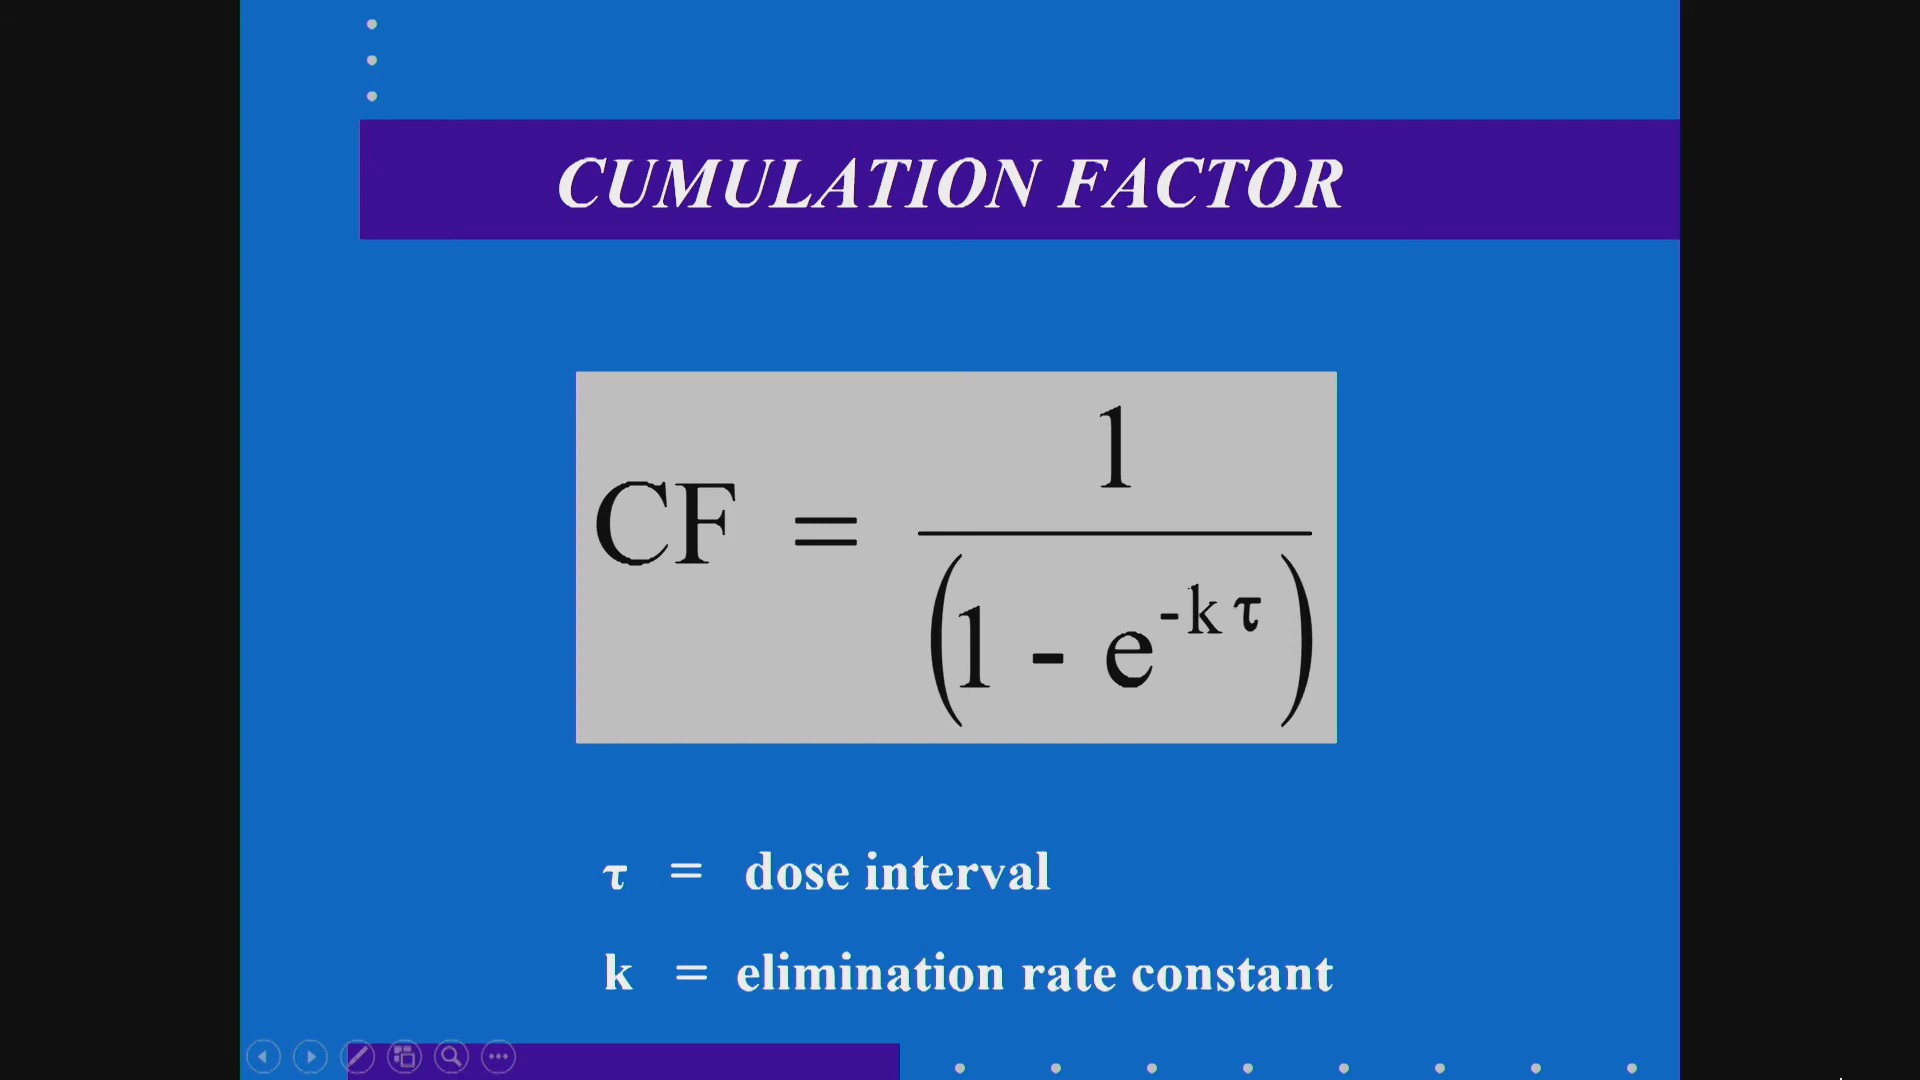 CUMULATION FACTOR
CF = 1 / (1 - e^-kτ)
τ = dose interval
k = elimination rate constant